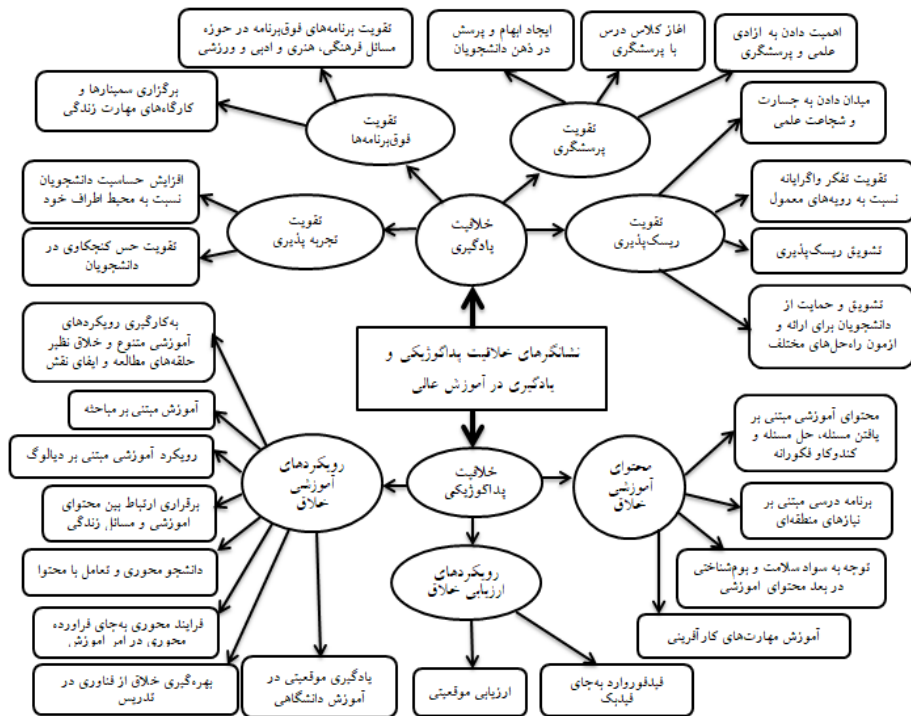 تقویت برنامه‌های فوق‌برنامه در حوزه
مسائل فرهنگی، هنری و ادبی و ورزشی
ایجاد ابهام و پرسش
در ذهن دانشجویان
اغاز کلاس درس
با پرسشگری
اهمیت دادن به ازادی
علمی و پرسشگری
برگزاری سمینارها و
کارگاه‌های مهارت زندگی
میدان دادن به جسارت
و شجاعت علمی
تقویت
فوق‌برنامه‌ها
تقویت
پرسشگری
افزایش حساسیت دانشجویان
نسبت به محیط اطراف خود
تقویت تفکر واگرایانه
نسبت به رویه‌های معمول
تقویت
تجربه پذیری
خلاقیت
یادگیری
تقویت
ریسک‌پذیری
تقویت حس کنجکاوی در
دانشجویان
تشویق ریسک‌پذیری
تشویق و حمایت از
دانشجویان برای ارائه و
ازمون راه‌حل‌های مختلف
به‌کارگیری رویکردهای
آموزشی متنوع و خلاق نظیر
حلقه‌های مطالعه و ایفای نقش
نشانگرهای خلاقیت پداگوژیکی و
یادگیری در آموزش عالی
آموزش مبتنی بر مباحثه
محتوای آموزشی مبتنی بر
یافتن مسئله، حل مسئله و
کندوکاو فکورانه
رویکرد آموزشی مبتنی بر دیالوگ
رویکردهای
آموزشی
خلاق
خلاقیت
پداگوژیکی
محتوای
آموزشی
خلاق
برقراری ارتباط بین محتوای
اموزشی و مسائل زندگی
برنامه درسی مبتنی بر
نیازهای منطقه‌ای
دانشجو محوری و تعامل با محتوا
رویکردهای
ارزیابی خلاق
توجه به سواد سلامت و بوم‌شناختی
در بعد محتوای اموزشی
فرایند محوری به‌جای فراورده
محوری در امر اموزش
آموزش مهارت‌های کارآفرینی
بهره‌گیری خلاق از فناوری در
تدریس
یادگیری موقعیتی در
آموزش دانشگاهی
ارزیابی موقعیتی
فیدفوروارد به‌جای
فیدبک